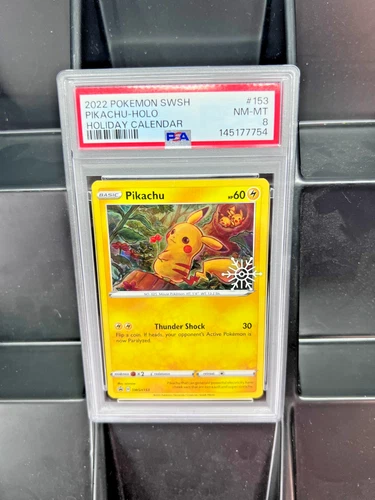 2022 POKEMON SWSH #153
PIKACHU-HOLO NM-MT
HOLIDAY CALENDAR PSA 8
145177754
BASIC Pikachu HP60
Thunder Shock 30
Flip a coin. If heads, your opponent's Active Pokémon is
now Paralyzed.
×2